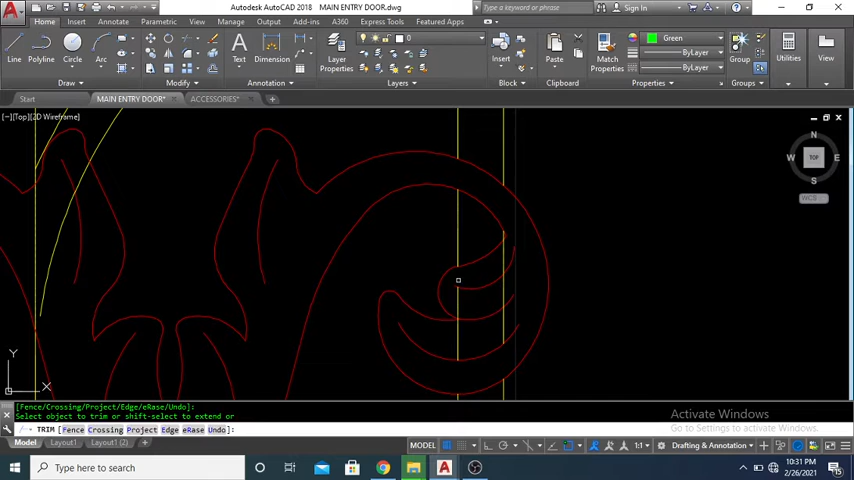 Autodesk AutoCAD 2018   MAIN ENTRY DOOR.dwg
Type a keyword or phrase
Sign In
Home Insert Annotate Parametric View Manage Output Add-ins A360 Express Tools Featured Apps
Line Polyline Circle Arc
Text Dimension
Layer Properties
0
Insert
Paste
Match Properties
Green
ByLayer
ByLayer
Group
Utilities
View
Draw Modify Annotation Layers Block Clipboard Properties Groups
Start MAIN ENTRY DOOR* ACCESSORIES*
[−][Top][2D Wireframe]
N
W TOP E
S
WCS
Y
X
[Fence/Crossing/Project/Edge/eRase/Undo]:
Select object to trim or shift-select to extend or
TRIM [Fence Crossing Project Edge eRase Undo]:
Activate Windows
Go to Settings to activate Windows.
Model Layout1 Layout1 (2) +
MODEL
1:1
Drafting & Annotation
Type here to search
10:31 PM
2/26/2021
15